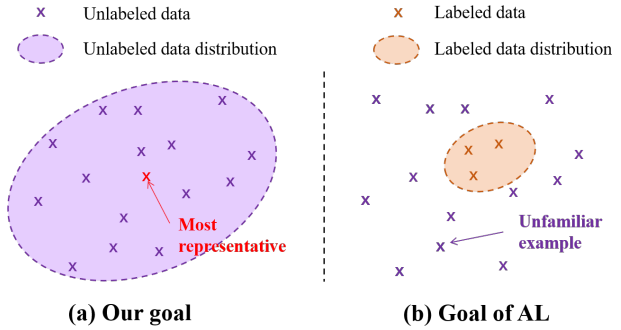 x Unlabeled data
Unlabeled data distribution
x Labeled data
Labeled data distribution
Most
representative
Unfamiliar
example
(a) Our goal
(b) Goal of AL